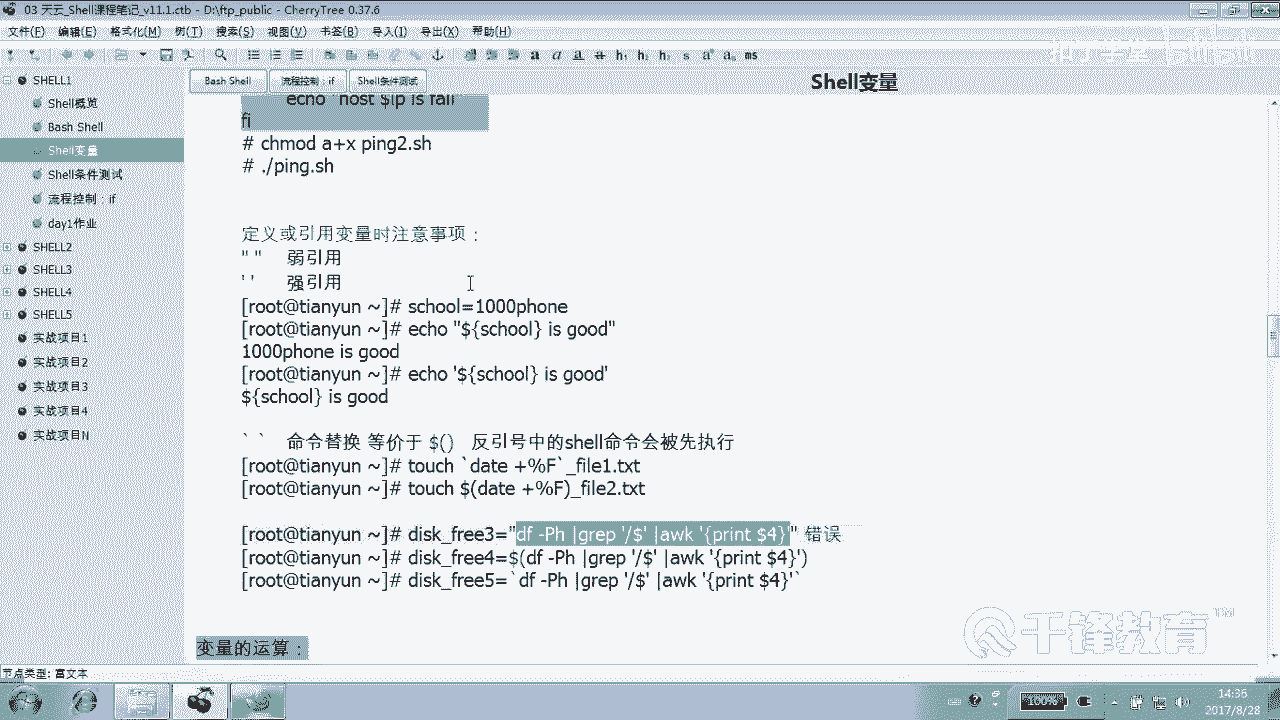 03 天云_Shell课程笔记_v11.1.ctb - D:\ftp_public - CherryTree 0.37.6
文件(F) 编辑(E) 格式化(M) 树(T) 搜索(S) 视图(V) 书签(B) 导入(I) 导出(X) 帮助(H)
SHELL1
Shell概览
Bash Shell
Shell变量
Shell条件测试
流程控制：if
day1作业
SHELL2
SHELL3
SHELL4
SHELL5
实战项目1
实战项目2
实战项目3
实战项目4
实战项目N
Bash Shell 流程控制：if Shell条件测试
Shell变量
echo "host $ip is fail"
fi
# chmod a+x ping2.sh
# ./ping.sh
定义或引用变量时注意事项：
" " 弱引用
' ' 强引用
[root@tianyun ~]# school=1000phone
[root@tianyun ~]# echo "${school} is good"
1000phone is good
[root@tianyun ~]# echo '${school} is good'
${school} is good
` ` 命令替换 等价于 $() 反引号中的shell命令会被先执行
[root@tianyun ~]# touch `date +%F`_file1.txt
[root@tianyun ~]# touch $(date +%F)_file2.txt
[root@tianyun ~]# disk_free3="df -Ph |grep '/$' |awk '{print $4}'" 错误
[root@tianyun ~]# disk_free4=$(df -Ph |grep '/$' |awk '{print $4}')
[root@tianyun ~]# disk_free5=`df -Ph |grep '/$' |awk '{print $4}'`
变量的运算：
千锋教育™
节点类型: 富文本
100%
14:36
2017/8/28